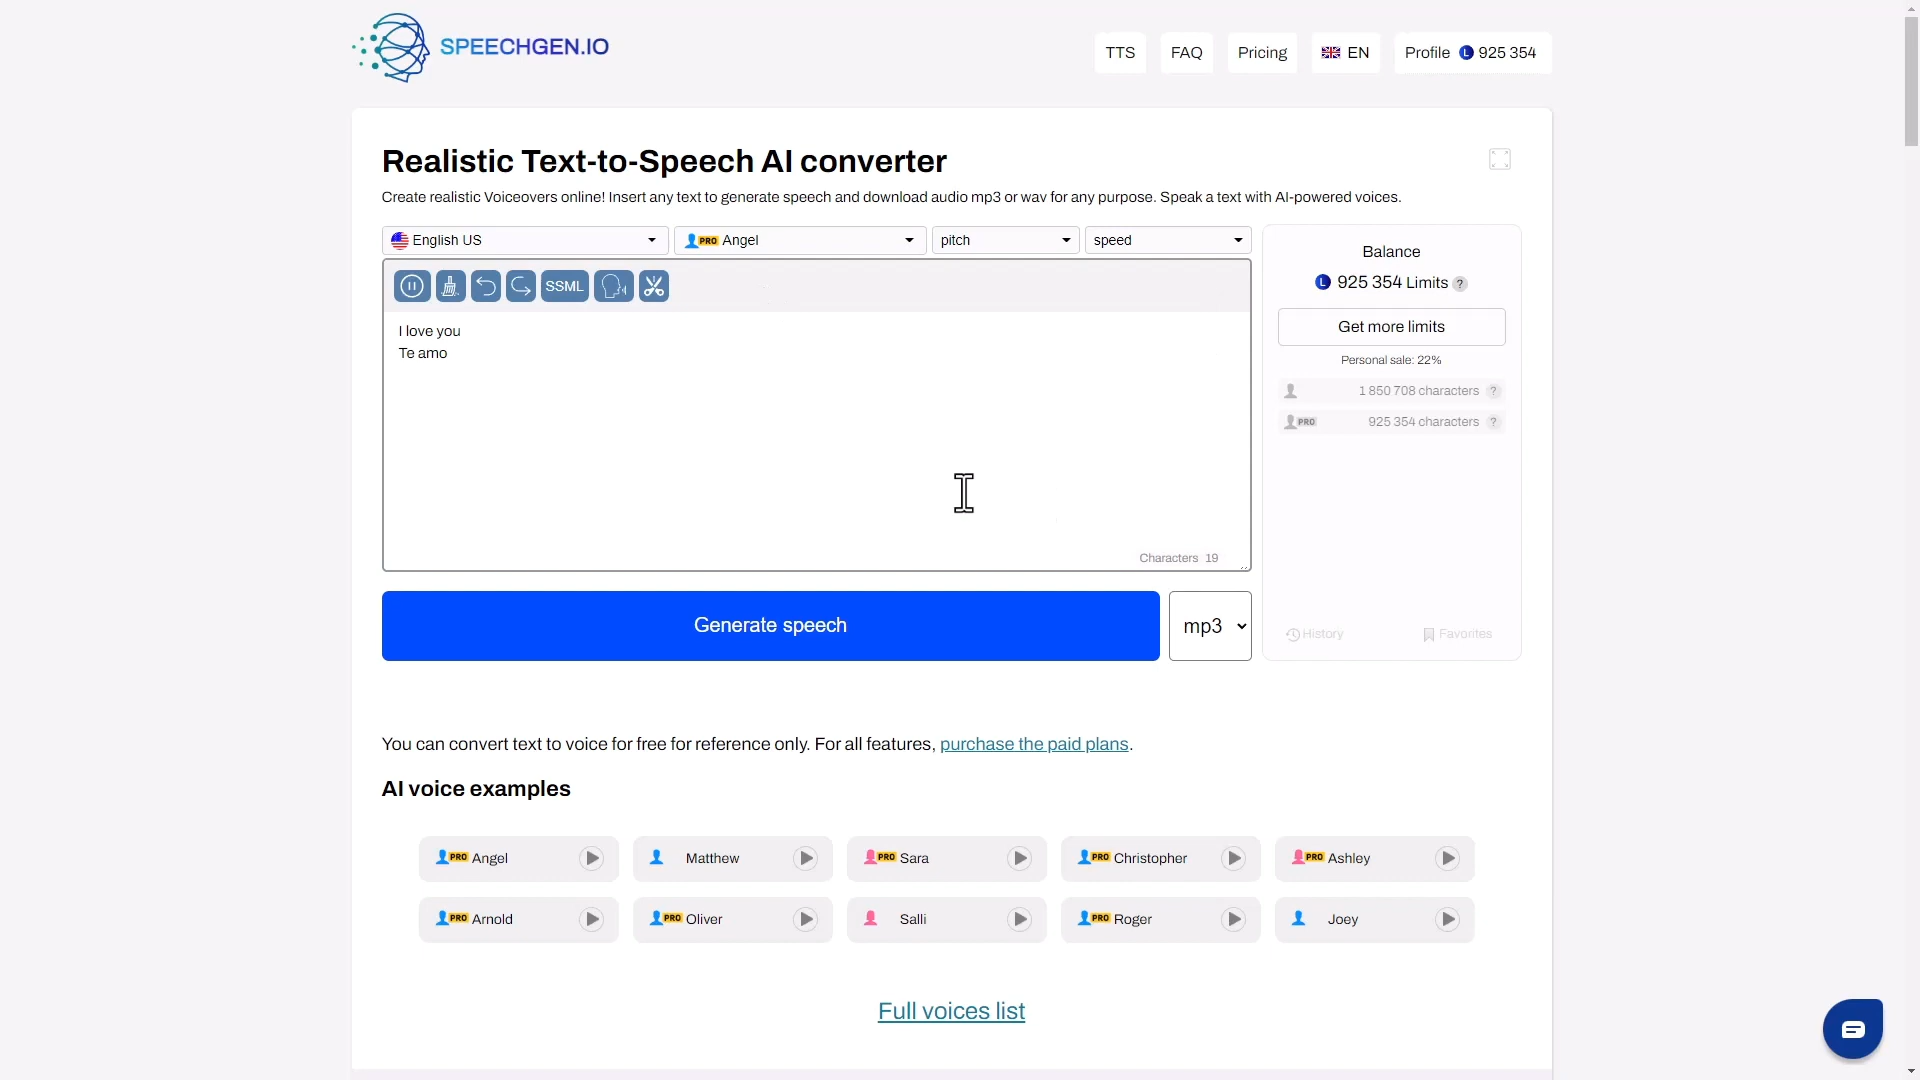 SPEECHGEN.IO
TTS FAQ Pricing EN Profile L 925 354
Realistic Text-to-Speech AI converter
Create realistic Voiceovers online! Insert any text to generate speech and download audio mp3 or wav for any purpose. Speak a text with AI-powered voices.
English US PRO Angel pitch speed
SSML
I love you
Te amo
Characters 19
Generate speech mp3
Balance
L 925 354 Limits ?
Get more limits
Personal sale: 22%
1 850 708 characters ?
PRO 925 354 characters ?
History Favorites
You can convert text to voice for free for reference only. For all features, purchase the paid plans.
AI voice examples
PRO Angel Matthew PRO Sara PRO Christopher PRO Ashley
PRO Arnold PRO Oliver Salli PRO Roger Joey
Full voices list